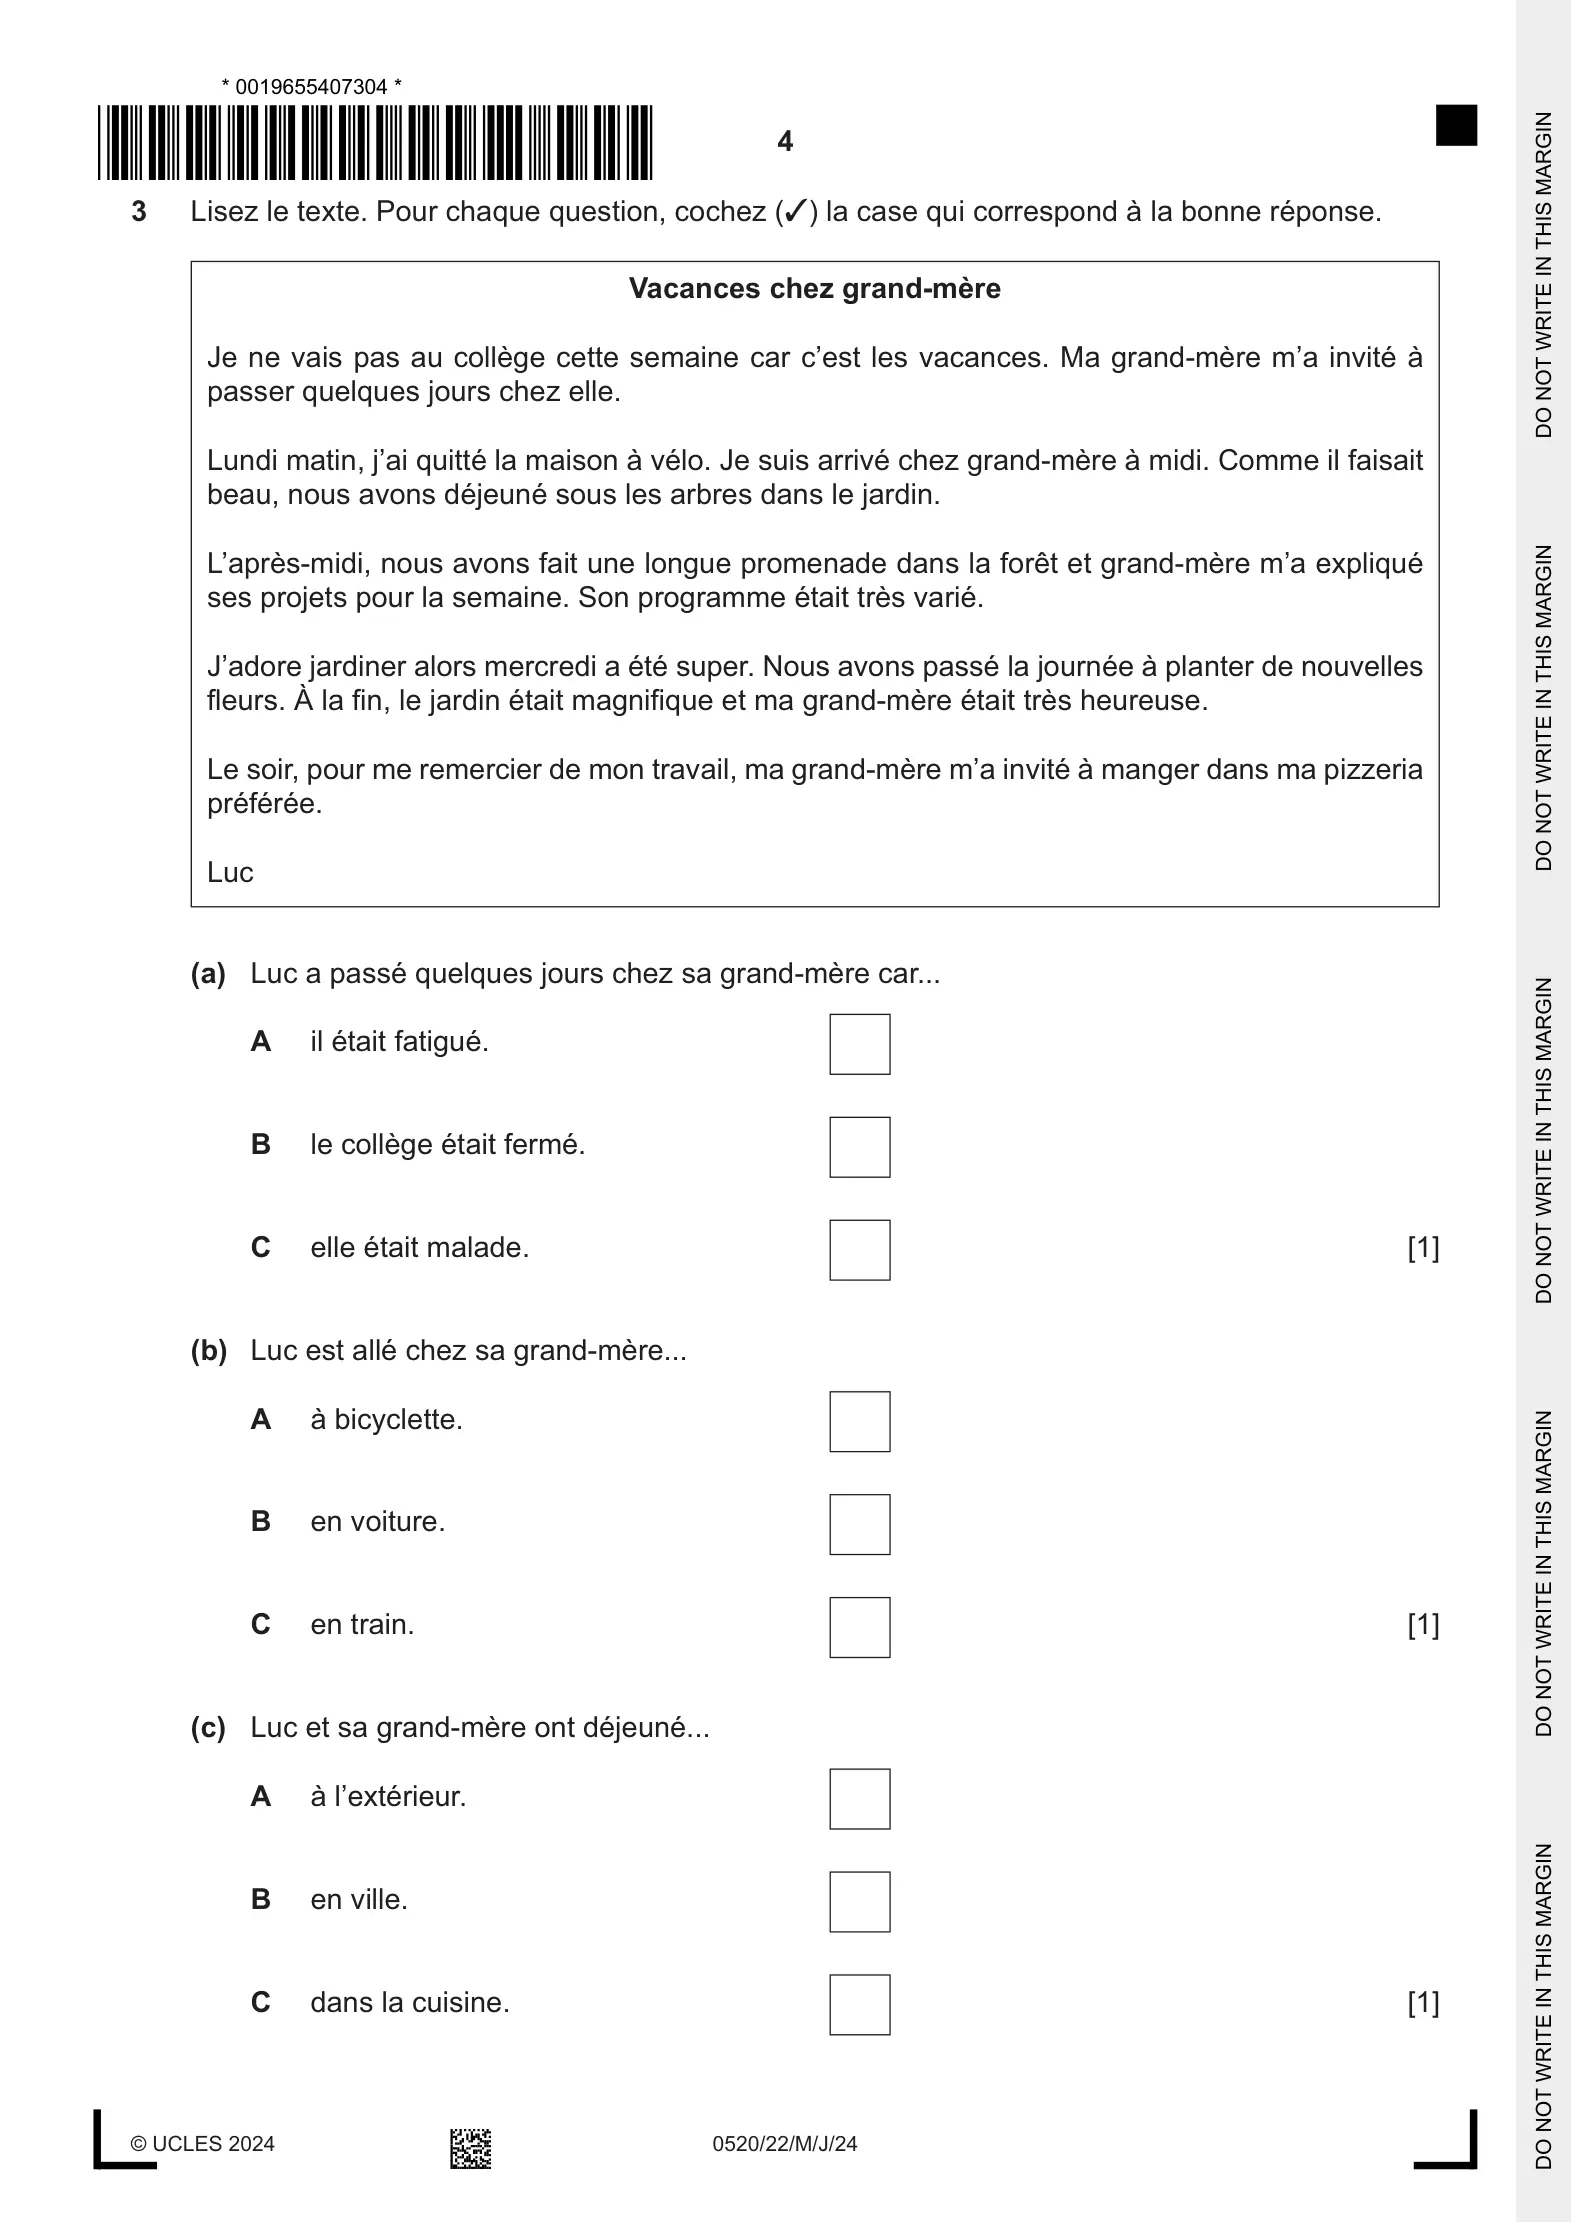 * 0019655407304 *
4
3 Lisez le texte. Pour chaque question, cochez (✓) la case qui correspond à la bonne réponse.
Vacances chez grand-mère
Je ne vais pas au collège cette semaine car c’est les vacances. Ma grand-mère m’a invité à
passer quelques jours chez elle.
Lundi matin, j’ai quitté la maison à vélo. Je suis arrivé chez grand-mère à midi. Comme il faisait
beau, nous avons déjeuné sous les arbres dans le jardin.
L’après-midi, nous avons fait une longue promenade dans la forêt et grand-mère m’a expliqué
ses projets pour la semaine. Son programme était très varié.
J’adore jardiner alors mercredi a été super. Nous avons passé la journée à planter de nouvelles
fleurs. À la fin, le jardin était magnifique et ma grand-mère était très heureuse.
Le soir, pour me remercier de mon travail, ma grand-mère m’a invité à manger dans ma pizzeria
préférée.
Luc
(a) Luc a passé quelques jours chez sa grand-mère car...
A il était fatigué.
B le collège était fermé.
C elle était malade. [1]
(b) Luc est allé chez sa grand-mère...
A à bicyclette.
B en voiture.
C en train. [1]
(c) Luc et sa grand-mère ont déjeuné...
A à l’extérieur.
B en ville.
C dans la cuisine. [1]
© UCLES 2024 0520/22/M/J/24
DO NOT WRITE IN THIS MARGIN
DO NOT WRITE IN THIS MARGIN
DO NOT WRITE IN THIS MARGIN
DO NOT WRITE IN THIS MARGIN
DO NOT WRITE IN THIS MARGIN